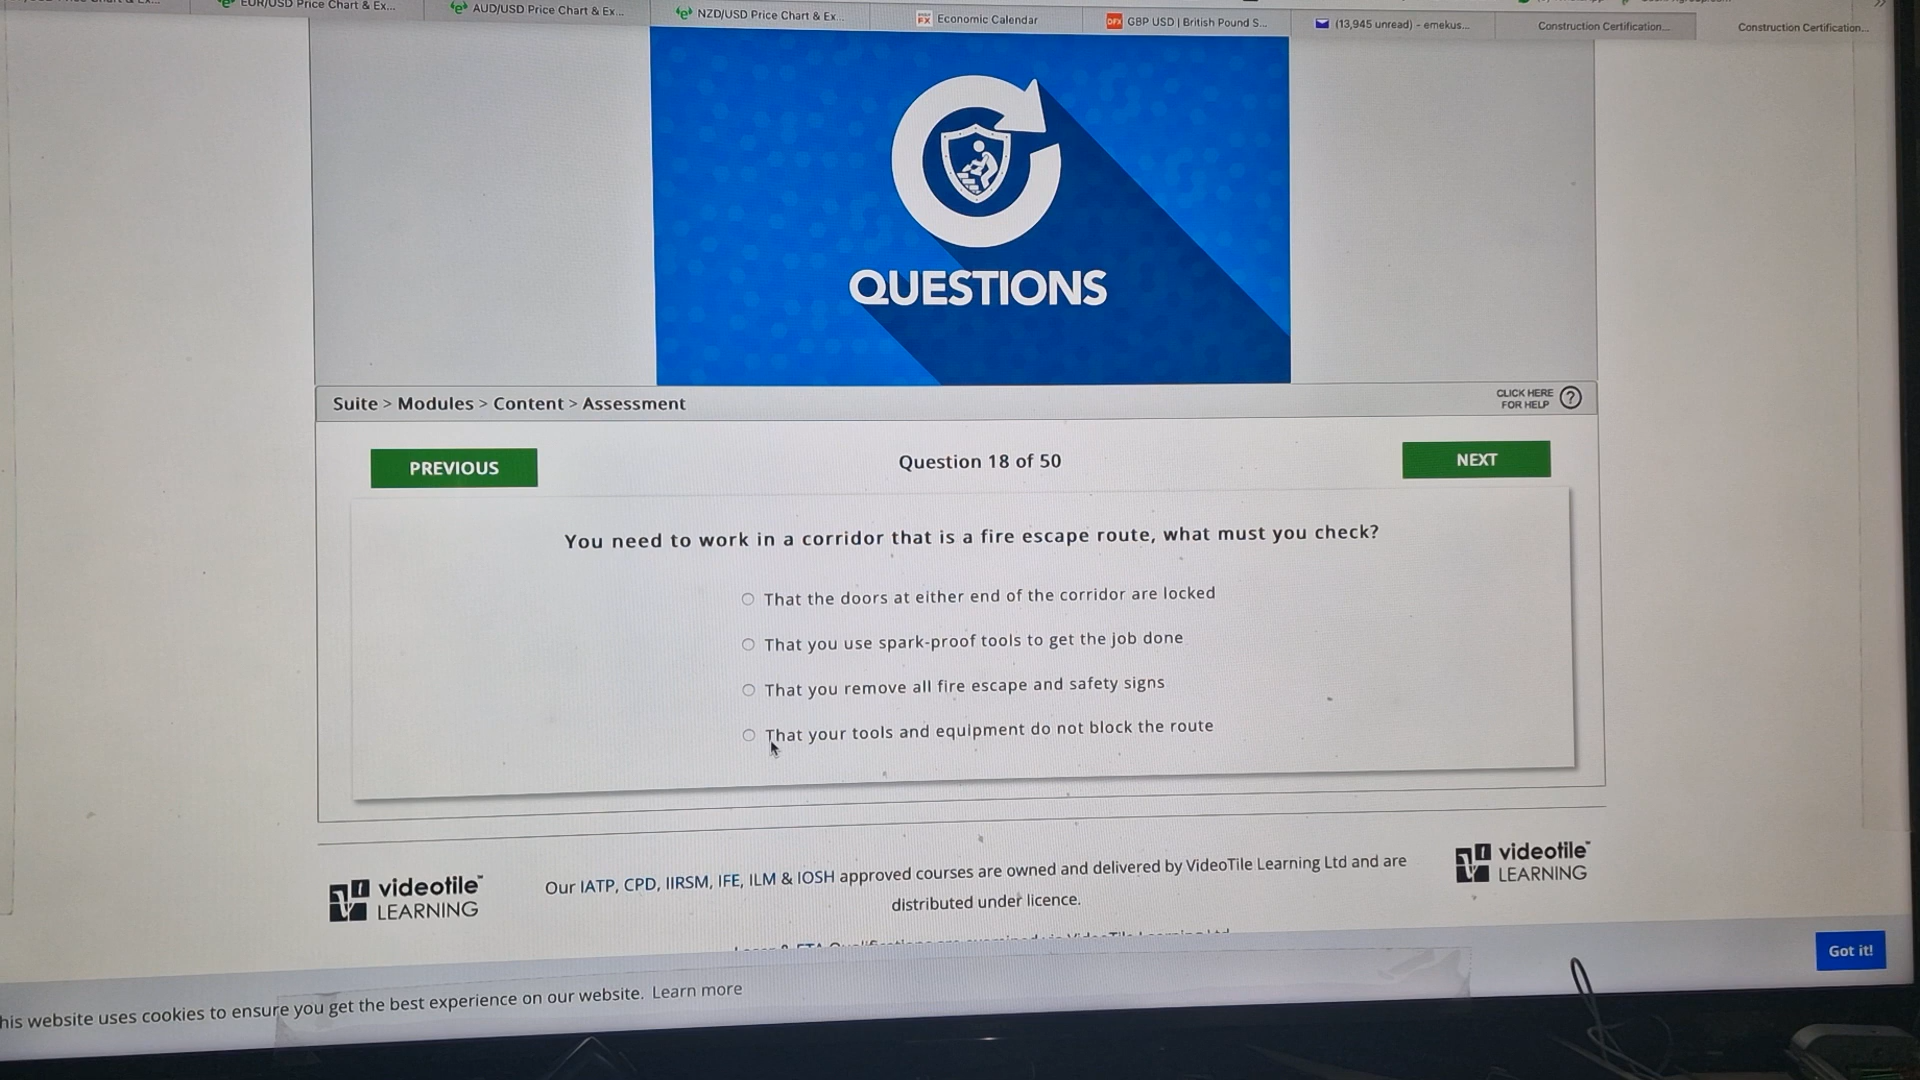 EUR/USD Price Chart & Ex...
AUD/USD Price Chart & Ex...
NZD/USD Price Chart & Ex...
Economic Calendar
GBP USD | British Pound S...
(13,945 unread) - emekus...
Construction Certification...
Construction Certification...
QUESTIONS
Suite > Modules > Content > Assessment
CLICK HERE
FOR HELP ?
PREVIOUS
Question 18 of 50
NEXT
You need to work in a corridor that is a fire escape route, what must you check?
That the doors at either end of the corridor are locked
That you use spark-proof tools to get the job done
That you remove all fire escape and safety signs
That your tools and equipment do not block the route
videotile™
LEARNING
Our IATP, CPD, IIRSM, IFE, ILM & IOSH approved courses are owned and delivered by VideoTile Learning Ltd and are
distributed under licence.
videotile™
LEARNING
Got it!
his website uses cookies to ensure you get the best experience on our website. Learn more